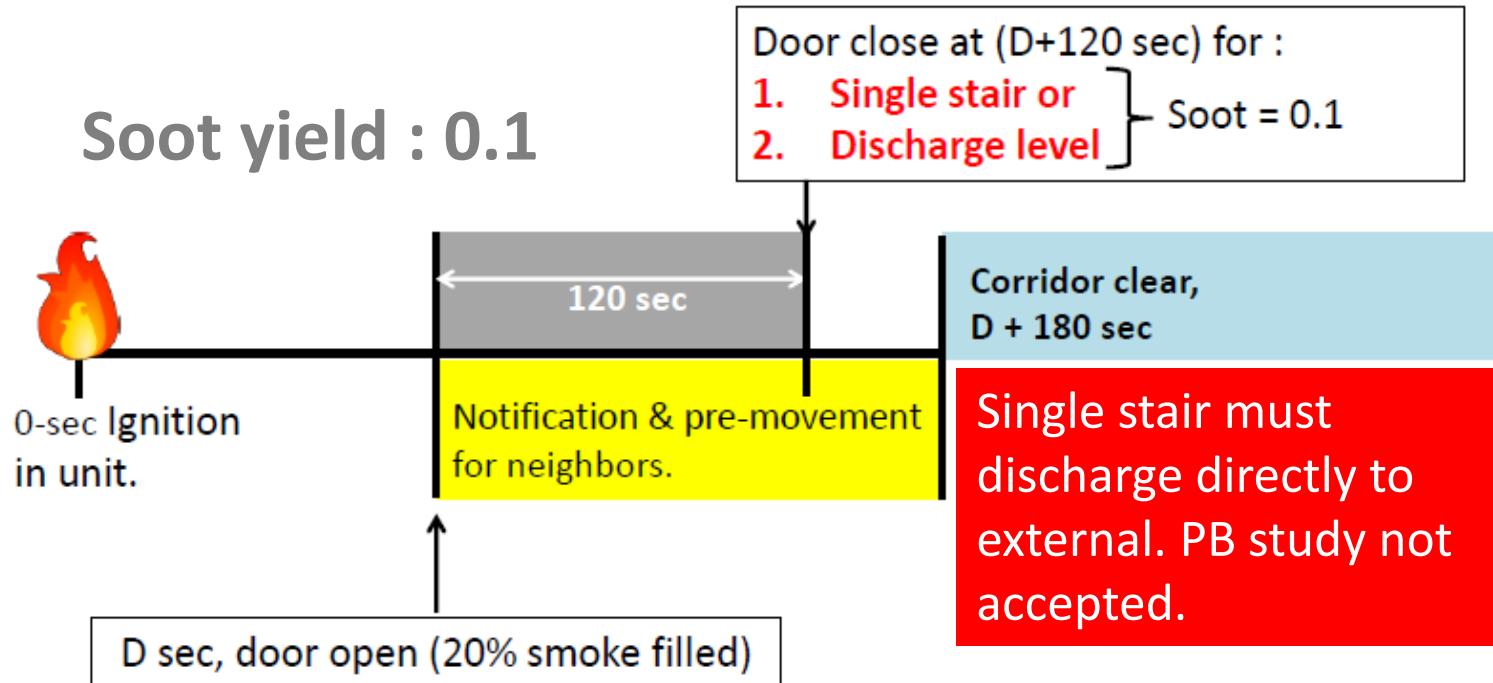 Door close at (D+120 sec) for :
1. Single stair or
2. Discharge level
Soot = 0.1
Soot yield : 0.1
120 sec
Corridor clear,
D + 180 sec
0-sec Ignition
in unit.
Notification & pre-movement
for neighbors.
Single stair must
discharge directly to
external. PB study not
accepted.
D sec, door open (20% smoke filled)